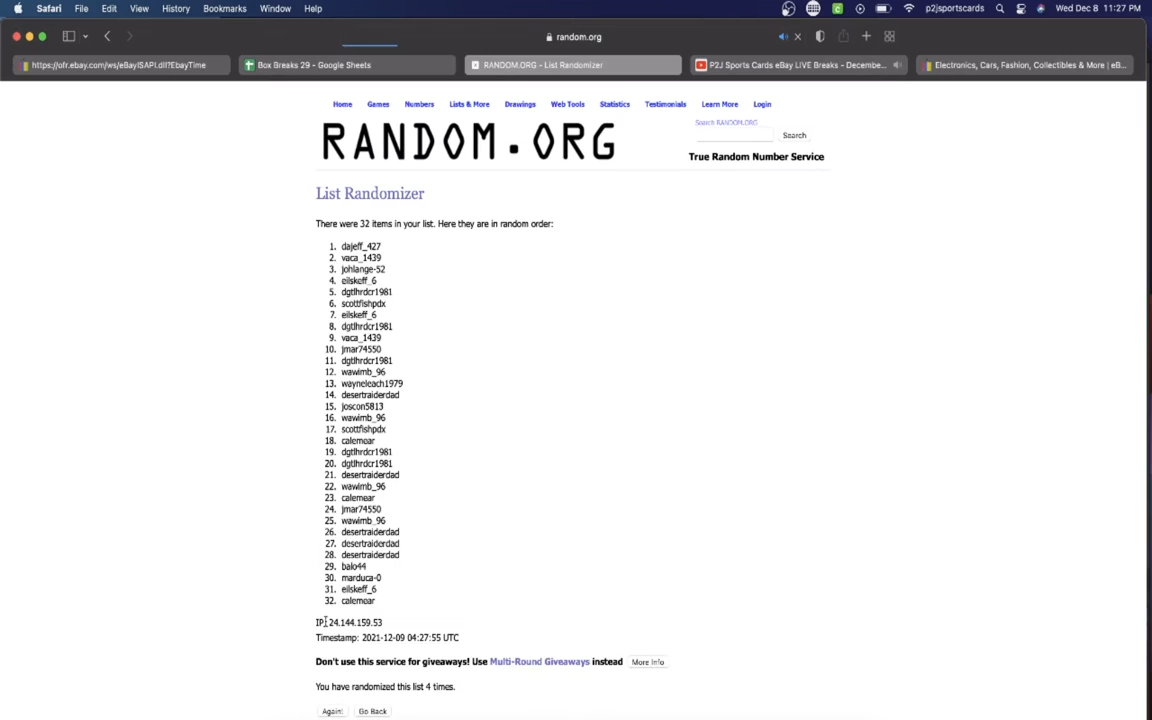 Safari File Edit View History Bookmarks Window Help p2jsportscards Wed Dec 8 11:27 PM
random.org
https://ofr.ebay.com/ws/eBayISAPI.dll?EbayTime Box Breaks 29 - Google Sheets RANDOM.ORG - List Randomizer P2J Sports Cards eBay LIVE Breaks - Decembe... Electronics, Cars, Fashion, Collectibles & More | eB...
Home Games Numbers Lists & More Drawings Web Tools Statistics Testimonials Learn More Login
Search RANDOM.ORG
RANDOM.ORG
Search
True Random Number Service
List Randomizer
There were 32 items in your list. Here they are in random order:
1. dajeff_427
2. vaca_1439
3. johlange-52
4. eilskeff_6
5. dgtlhrdcr1981
6. scottfishpdx
7. eilskeff_6
8. dgtlhrdcr1981
9. vaca_1439
10. jmar74550
11. dgtlhrdcr1981
12. wawimb_96
13. wayneleach1979
14. desertraiderdad
15. joscon5813
16. wawimb_96
17. scottfishpdx
18. calemear
19. dgtlhrdcr1981
20. dgtlhrdcr1981
21. desertraiderdad
22. wawimb_96
23. calemear
24. jmar74550
25. wawimb_96
26. desertraiderdad
27. desertraiderdad
28. desertraiderdad
29. balo44
30. marduca-0
31. eilskeff_6
32. calemear
IP: 24.144.159.53
Timestamp: 2021-12-09 04:27:55 UTC
Don't use this service for giveaways! Use Multi-Round Giveaways instead More Info
You have randomized this list 4 times.
Again! Go Back